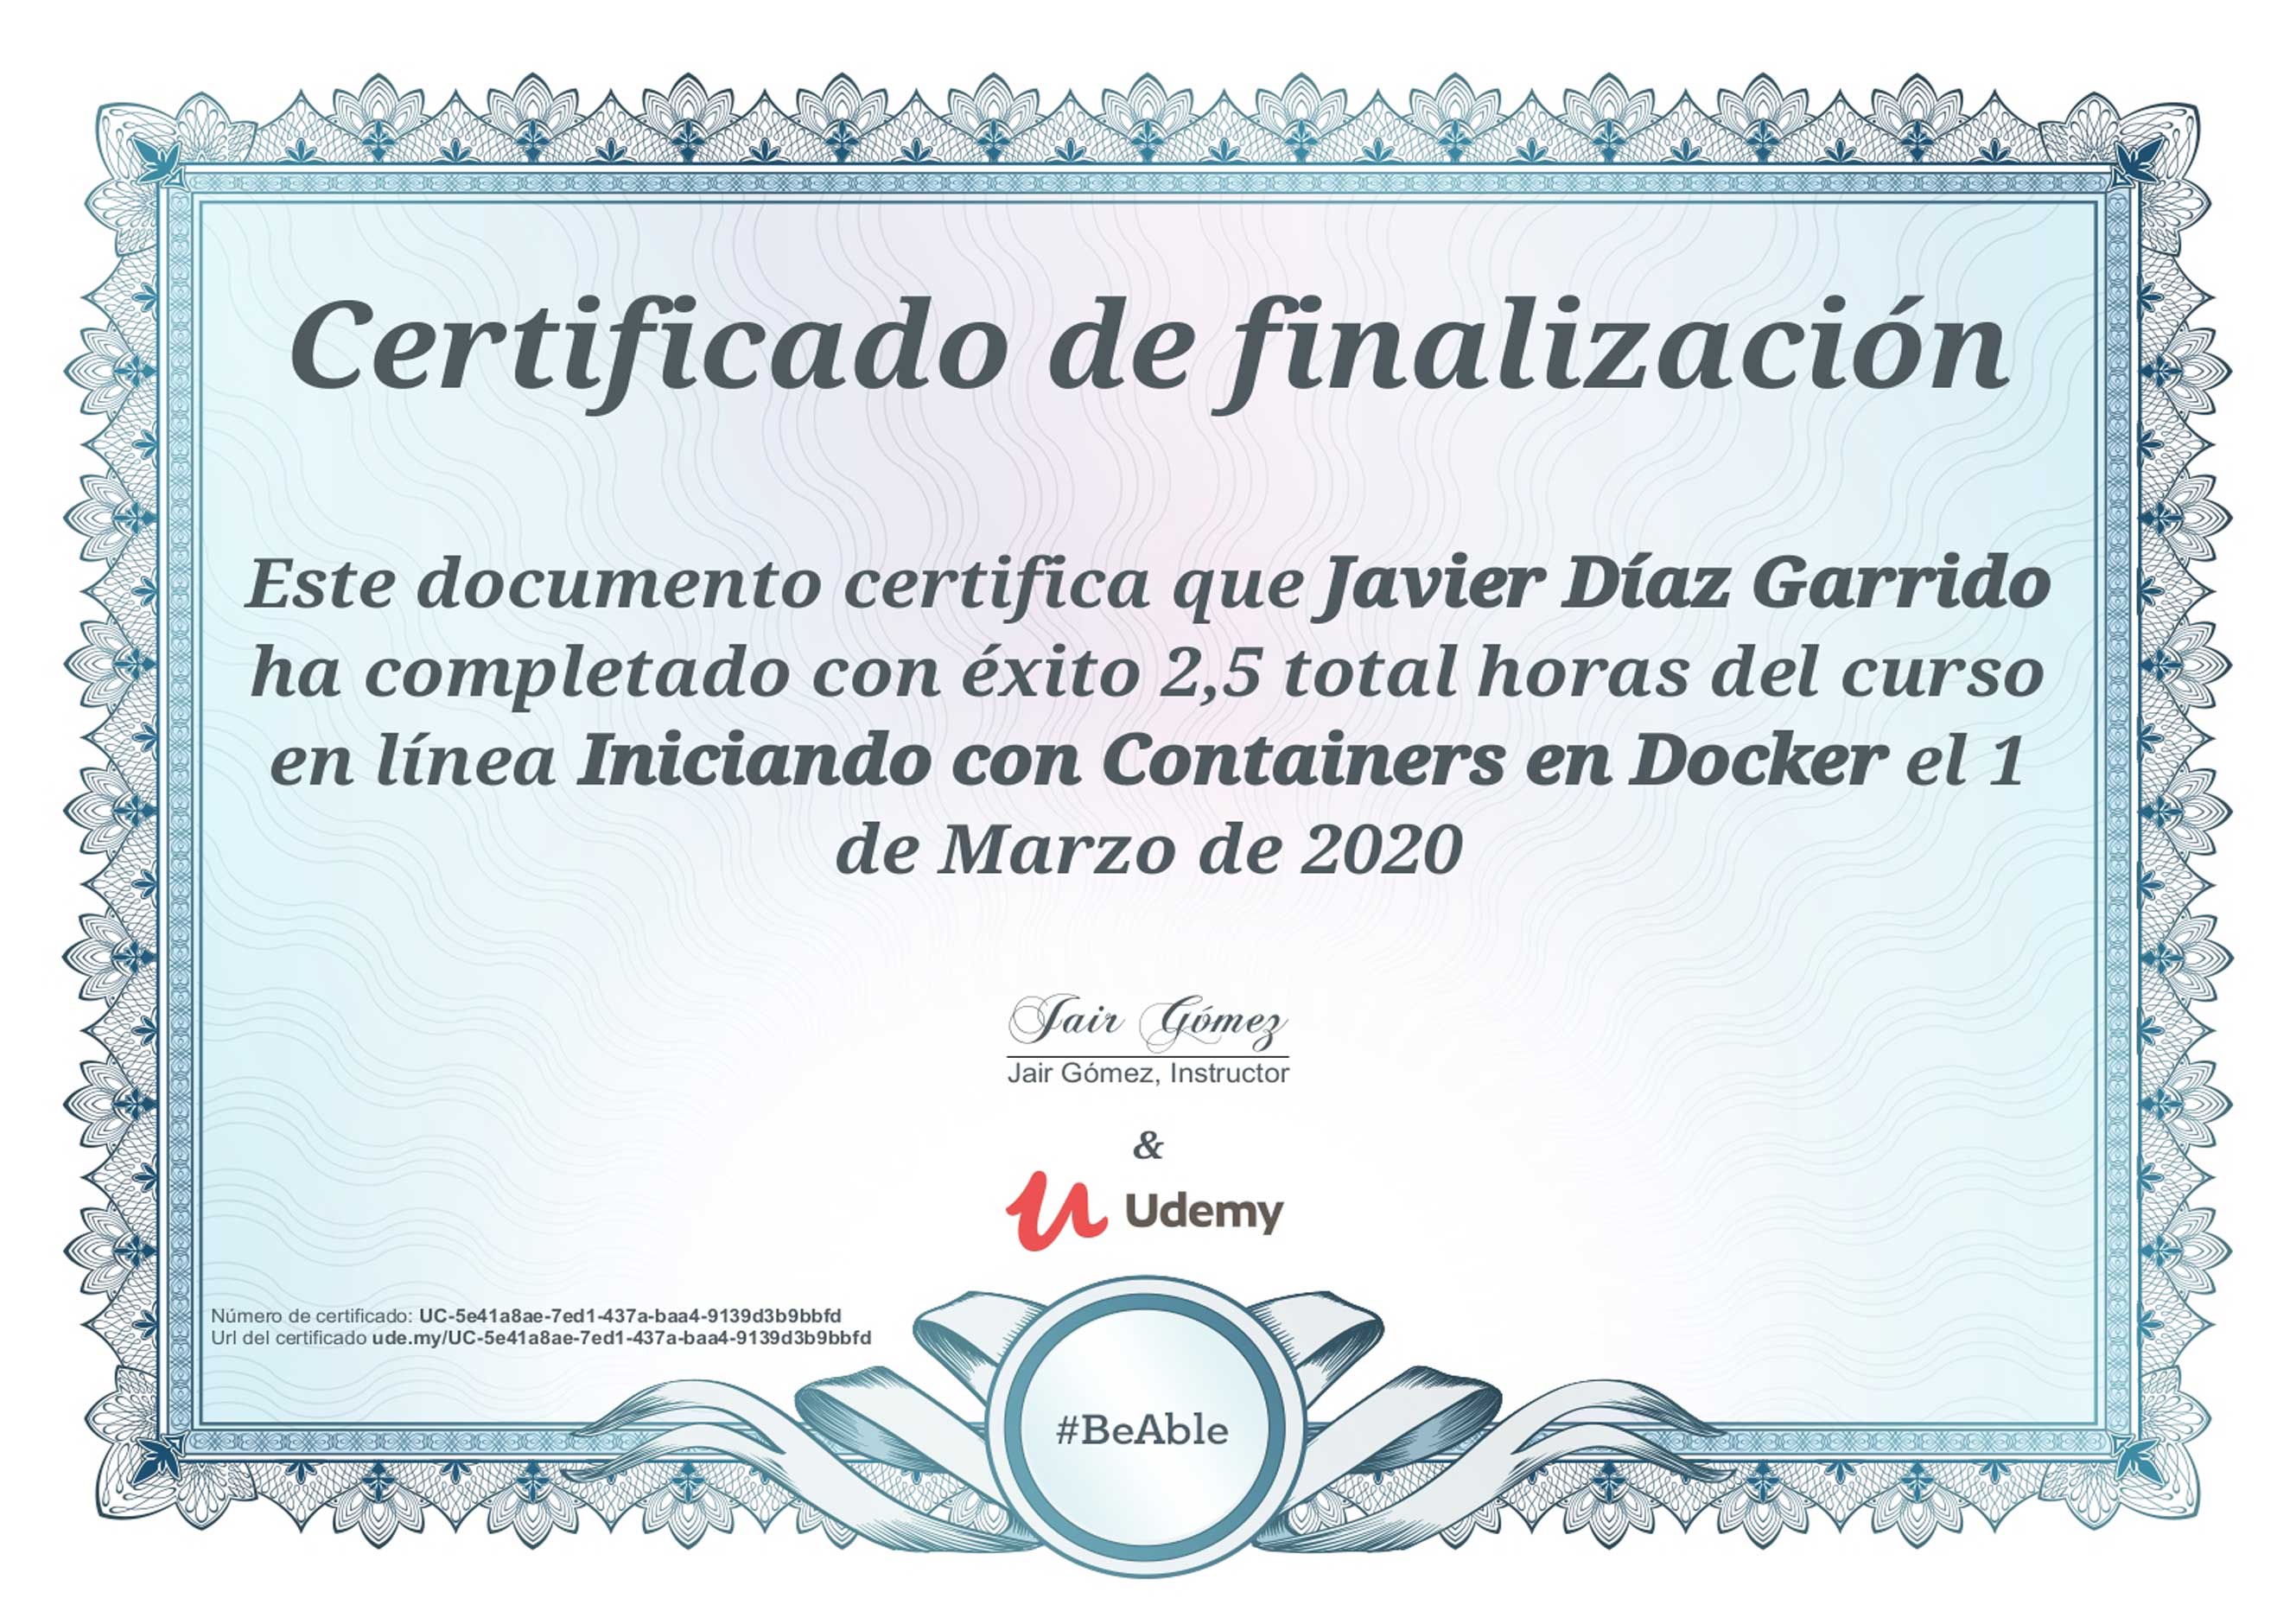 Certificado de finalización
Este documento certifica que Javier Díaz Garrido
ha completado con éxito 2,5 total horas del curso
en línea Iniciando con Containers en Docker el 1
de Marzo de 2020
Jair Gómez
Jair Gómez, Instructor
&
Udemy
Número de certificado: UC-5e41a8ae-7ed1-437a-baa4-9139d3b9bbfd
Url del certificado ude.my/UC-5e41a8ae-7ed1-437a-baa4-9139d3b9bbfd
#BeAble